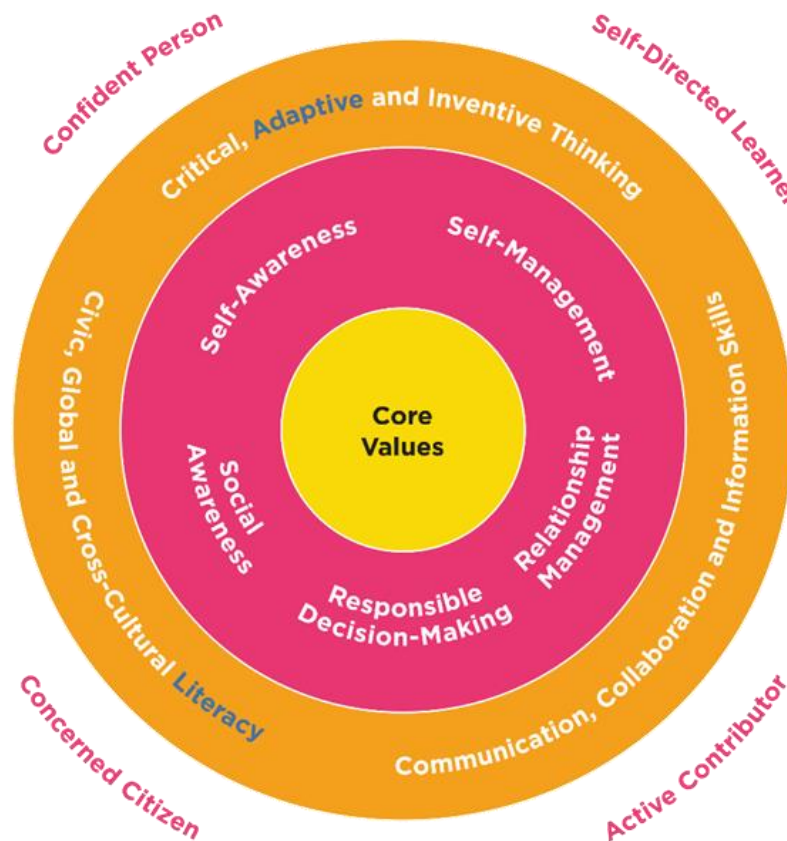 Confident Person
Self-Directed Learner
Critical, Adaptive and Inventive Thinking
Self-Awareness
Self-Management
Core
Values
Civic, Global and Cross-Cultural Literacy
Communication, Collaboration and Information Skills
Social
Awareness
Relationship
Management
Responsible
Decision-Making
Concerned Citizen
Active Contributor